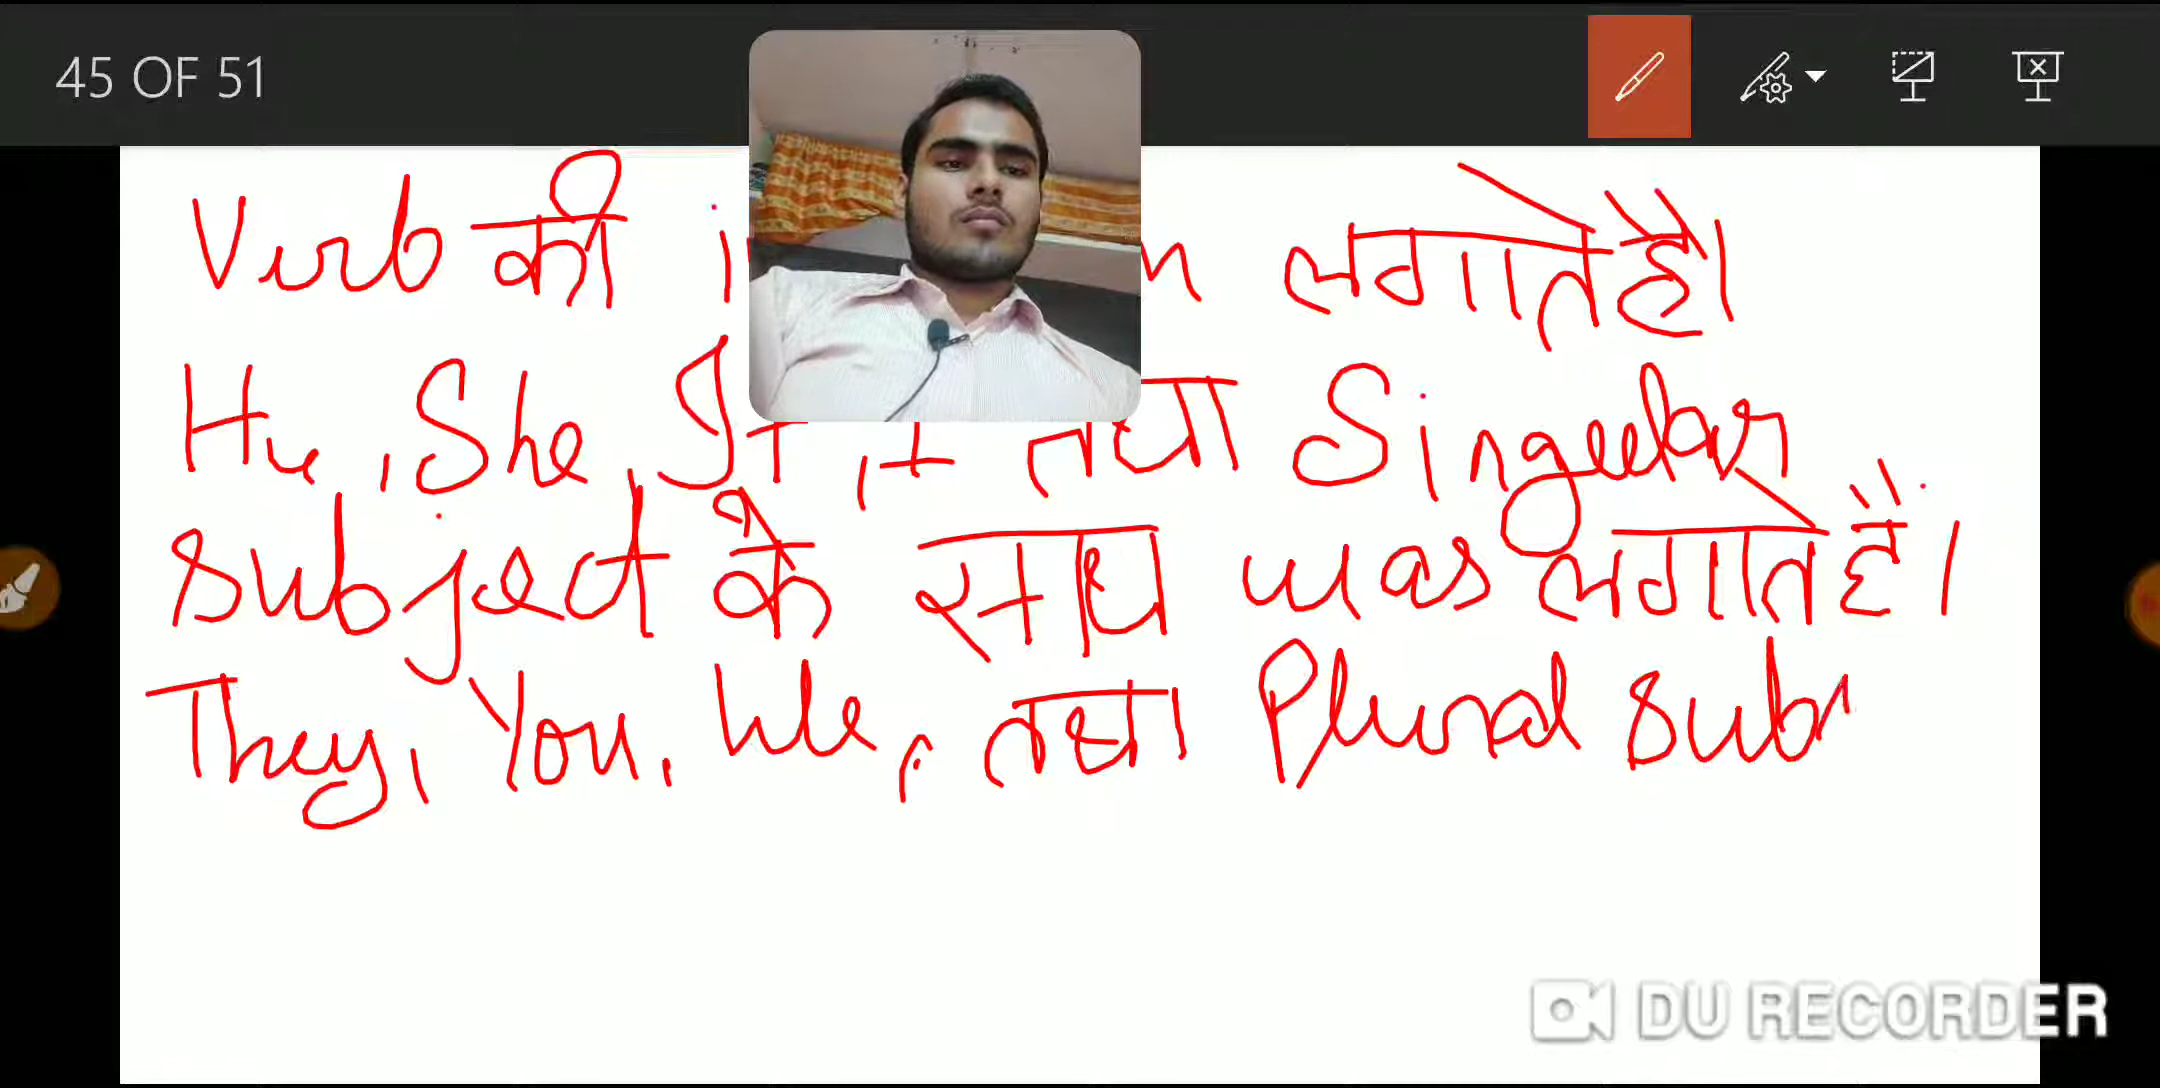 45 OF 51
Verb की लगाते हैं।
He, She, It, I तथा Singular
subject के साथ was लगाते हैं।
They, You, We, तथा Plural sub
DU RECORDER